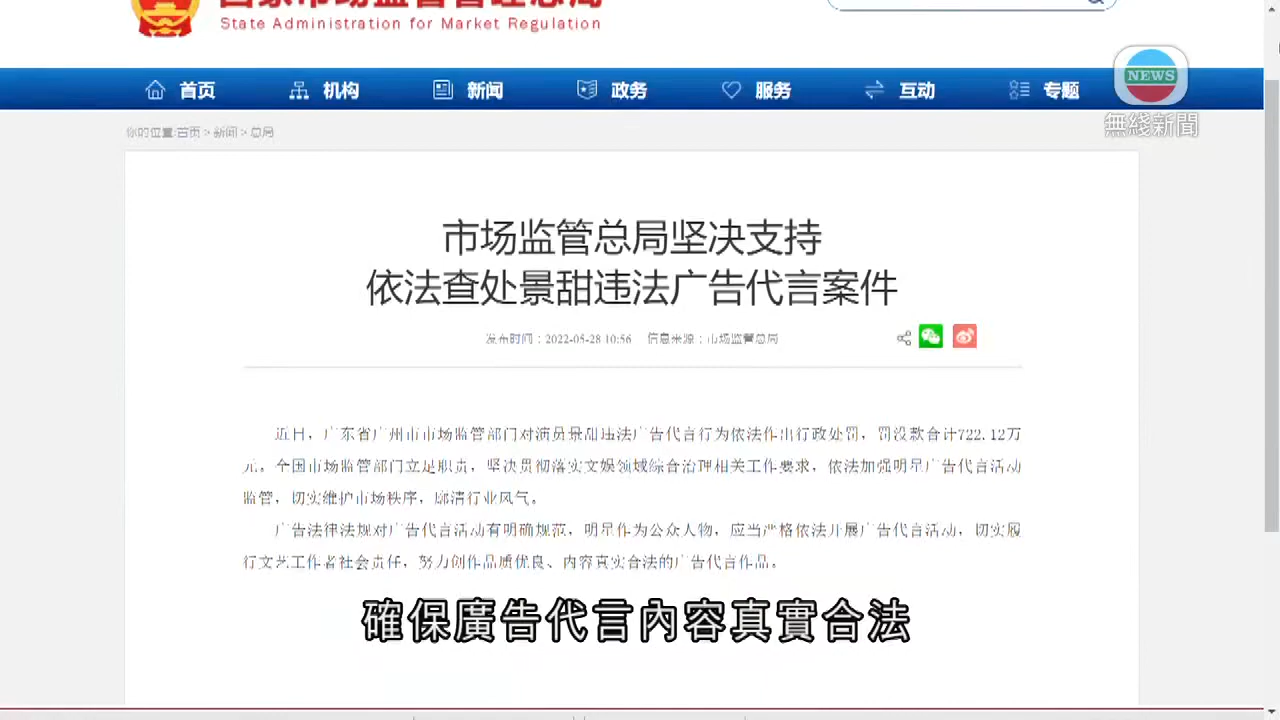 国家市场监督管理总局
State Administration for Market Regulation
首页 机构 新闻 政务 服务 互动 专题
NEWS
無綫新聞
你的位置:首页 > 新闻 > 总局
市场监管总局坚决支持
依法查处景甜违法广告代言案件
发布时间：2022-05-28 10:56 信息来源：市场监管总局
近日，广东省广州市市场监管部门对演员景甜违法广告代言行为依法作出行政处罚，罚没款合计722.12万
元。全国市场监管部门立足职责，坚决贯彻落实文娱领域综合治理相关工作要求，依法加强明星广告代言活动
监管，切实维护市场秩序，廓清行业风气。
广告法律法规对广告代言活动有明确规范，明星作为公众人物，应当严格依法开展广告代言活动，切实履
行文艺工作者社会责任，努力创作品质优良、内容真实合法的广告代言作品。
確保廣告代言內容真實合法